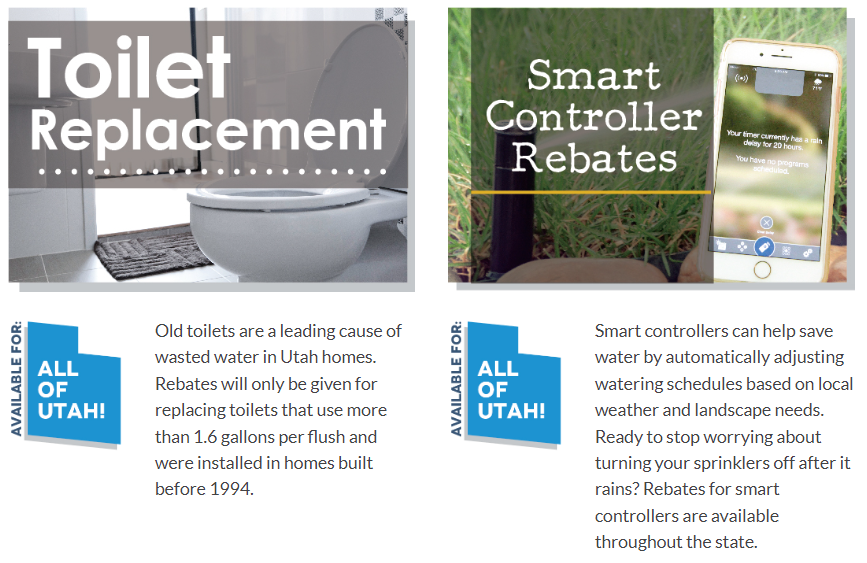 Toilet
Replacement
AVAILABLE FOR:
ALL
OF
UTAH!
Old toilets are a leading cause of
wasted water in Utah homes.
Rebates will only be given for
replacing toilets that use more
than 1.6 gallons per flush and
were installed in homes built
before 1994.
Smart
Controller
Rebates
Your timer currently has a rain
delay for 20 hours.
You have no programs
scheduled.
AVAILABLE FOR:
ALL
OF
UTAH!
Smart controllers can help save
water by automatically adjusting
watering schedules based on local
weather and landscape needs.
Ready to stop worrying about
turning your sprinklers off after it
rains? Rebates for smart
controllers are available
throughout the state.